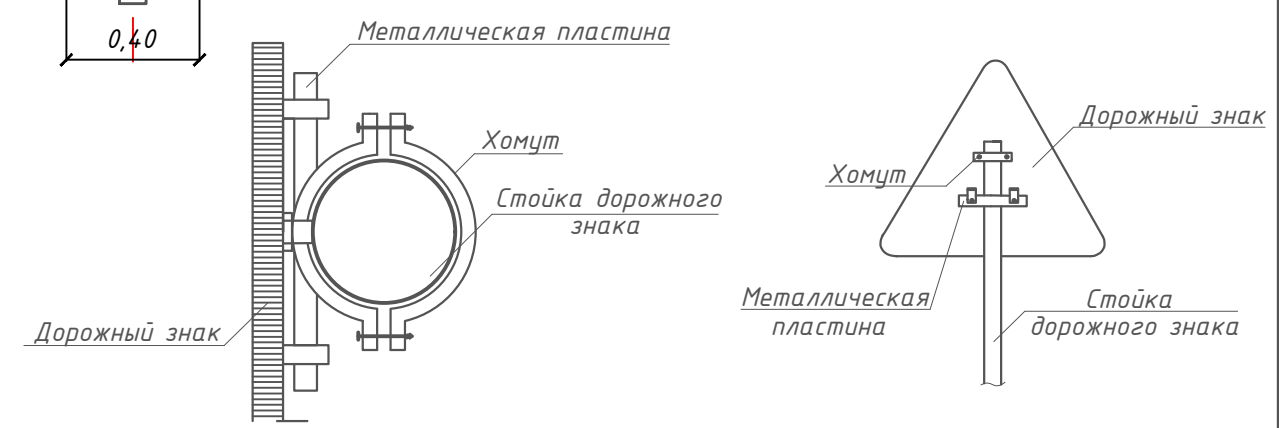 0,40
Металлическая пластина
Хомут
Стойка дорожного
знака
Дорожный знак
Дорожный знак
Хомут
Металлическая
пластина
Стойка
дорожного знака